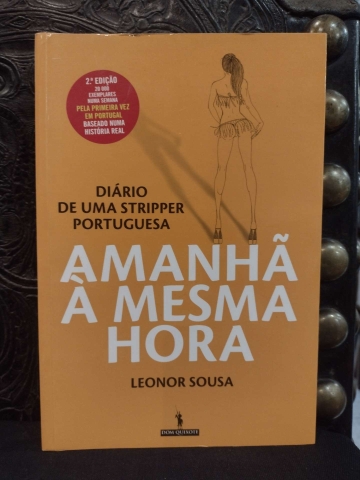 2.ª EDIÇÃO
20 000
EXEMPLARES
NUMA SEMANA
PELA PRIMEIRA VEZ
EM PORTUGAL
BASEADO NUMA
HISTÓRIA REAL
DIÁRIO
DE UMA STRIPPER
PORTUGUESA
AMANHÃ
À MESMA
HORA
LEONOR SOUSA
DOM QUIXOTE